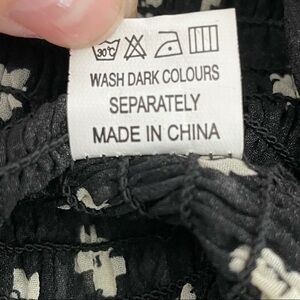 30°C
WASH DARK COLOURS
SEPARATELY
MADE IN CHINA